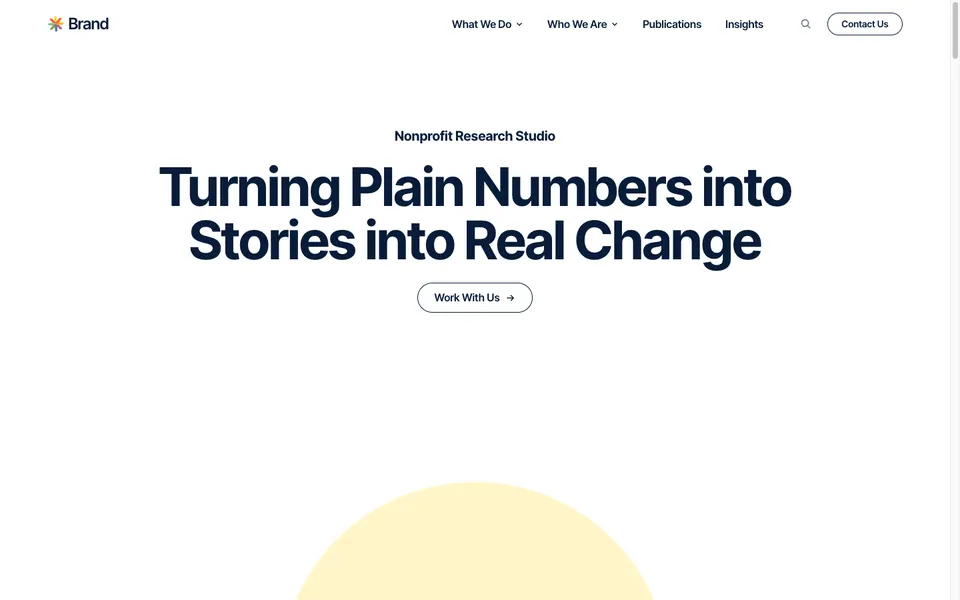 Brand
What We Do
Who We Are
Publications
Insights
Contact Us
Nonprofit Research Studio
Turning Plain Numbers into
Stories into Real Change
Work With Us →